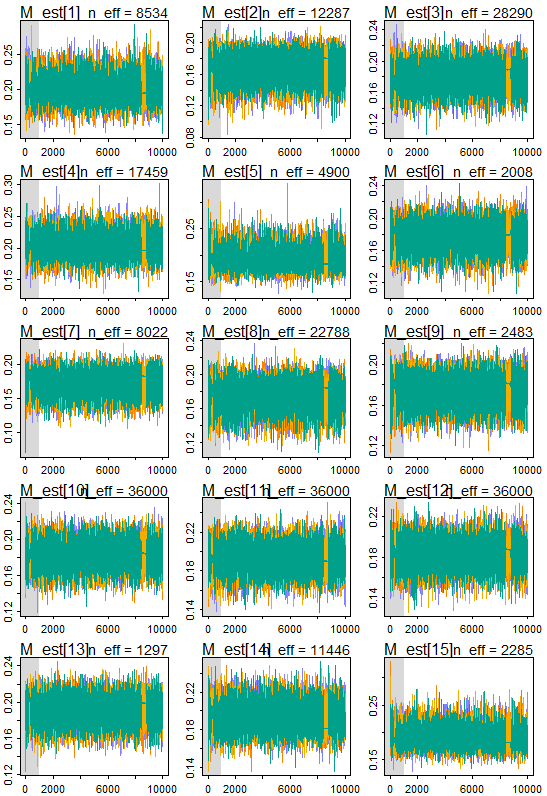 M_est[1] n_eff = 8534
M_est[2] n_eff = 12287
M_est[3] n_eff = 28290
0.15 0.20 0.25
0.08 0.12 0.16 0.20
0.12 0.16 0.20 0.24
0 2000 6000 10000
0 2000 6000 10000
0 2000 6000 10000
M_est[4] n_eff = 17459
M_est[5] n_eff = 4900
M_est[6] n_eff = 2008
0.15 0.20 0.25 0.30
0.15 0.25
0.12 0.16 0.20 0.24
0 2000 6000 10000
0 2000 6000 10000
0 2000 6000 10000
M_est[7] n_eff = 8022
M_est[8] n_eff = 22788
M_est[9] n_eff = 2483
0.10 0.15 0.20
0.12 0.16 0.20 0.24
0.12 0.16 0.20
0 2000 6000 10000
0 2000 6000 10000
0 2000 6000 10000
M_est[10] n_eff = 36000
M_est[11] n_eff = 36000
M_est[12] n_eff = 36000
0.12 0.16 0.20 0.24
0.14 0.18 0.22
0.14 0.18 0.22
0 2000 6000 10000
0 2000 6000 10000
0 2000 6000 10000
M_est[13] n_eff = 1297
M_est[14] n_eff = 11446
M_est[15] n_eff = 2285
0.12 0.16 0.20 0.24
0.14 0.18 0.22
0.15 0.25
0 2000 6000 10000
0 2000 6000 10000
0 2000 6000 10000